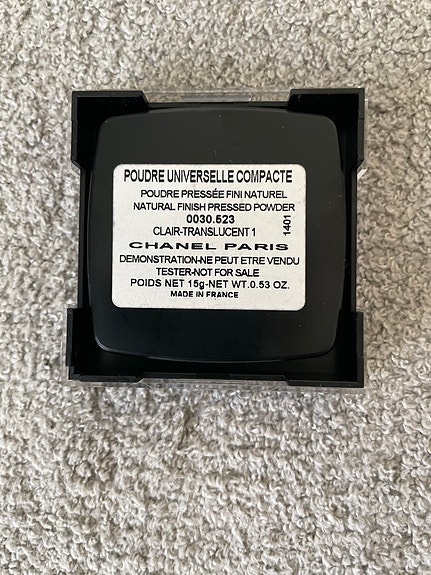 POUDRE UNIVERSELLE COMPACTE
POUDRE PRESSÉE FINI NATUREL
NATURAL FINISH PRESSED POWDER
0030.523
1401
CLAIR-TRANSLUCENT 1
CHANEL PARIS
DEMONSTRATION-NE PEUT ETRE VENDU
TESTER-NOT FOR SALE
POIDS NET 15g-NET WT.0.53 OZ.
MADE IN FRANCE